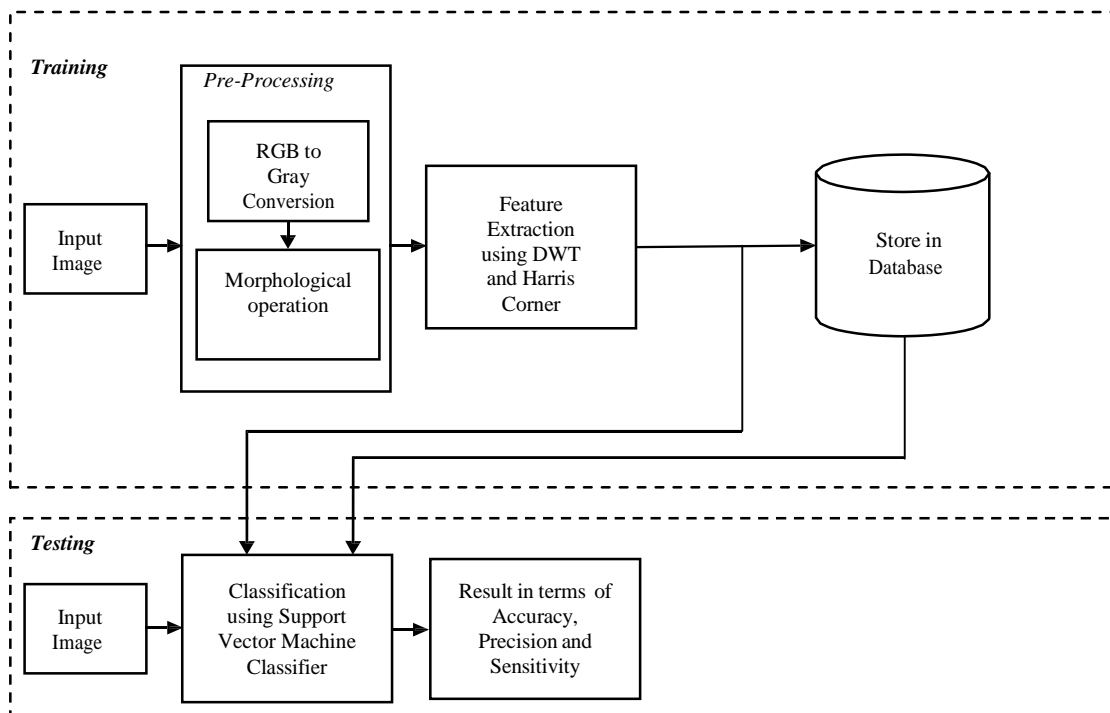 Training
Pre-Processing
RGB to
Gray
Conversion
Morphological
operation
Input
Image
Feature
Extraction
using DWT
and Harris
Corner
Store in
Database
Testing
Input
Image
Classification
using Support
Vector Machine
Classifier
Result in terms of
Accuracy,
Precision and
Sensitivity